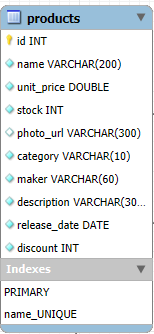 products
id INT
name VARCHAR(200)
unit_price DOUBLE
stock INT
photo_url VARCHAR(300)
category VARCHAR(10)
maker VARCHAR(60)
description VARCHAR(30...
release_date DATE
discount INT
Indexes
PRIMARY
name_UNIQUE